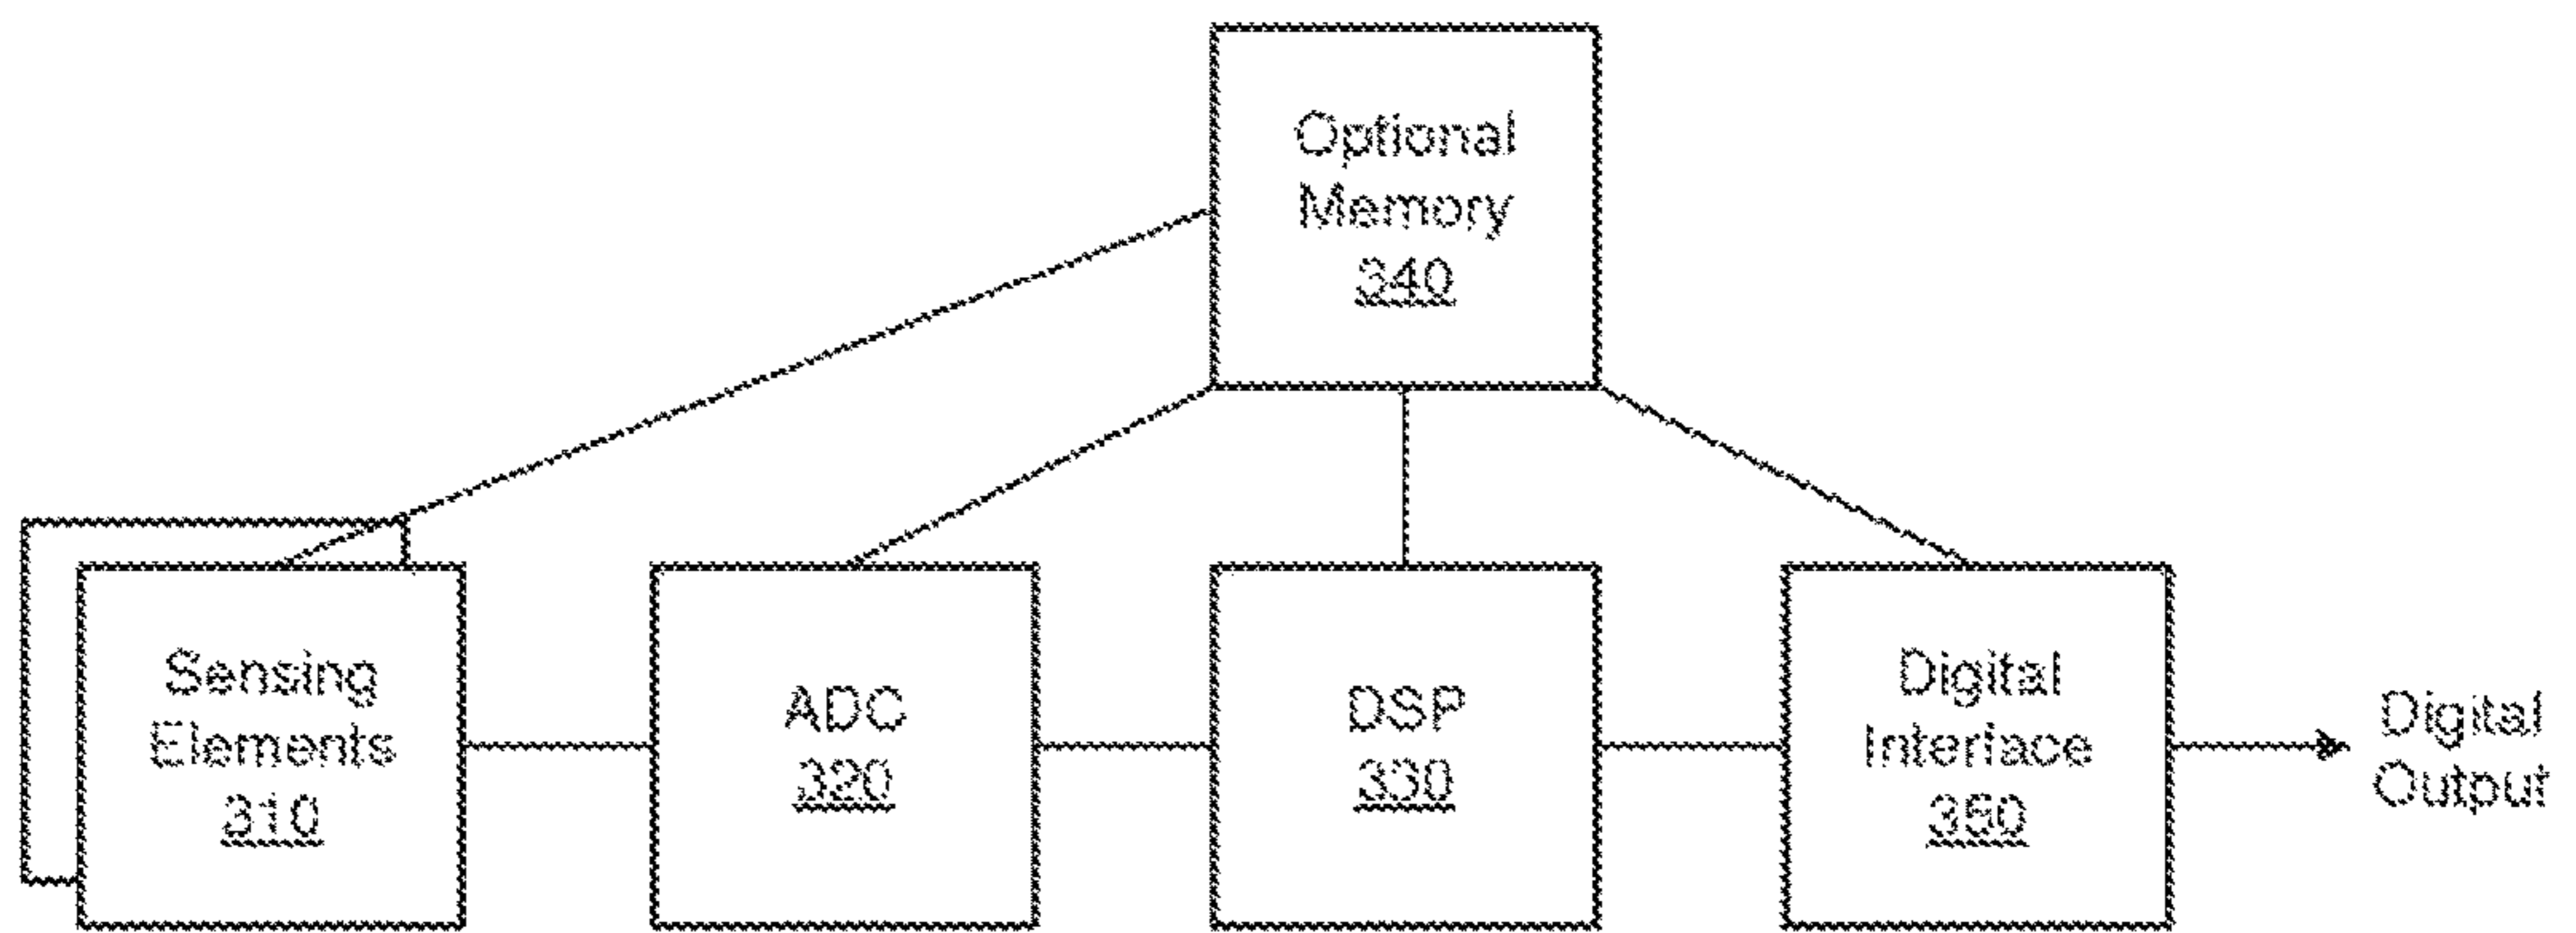 Optional
Memory
340
Sensing
Elements
310
ADC
320
DSP
330
Digital
Interface
350
Digital
Output